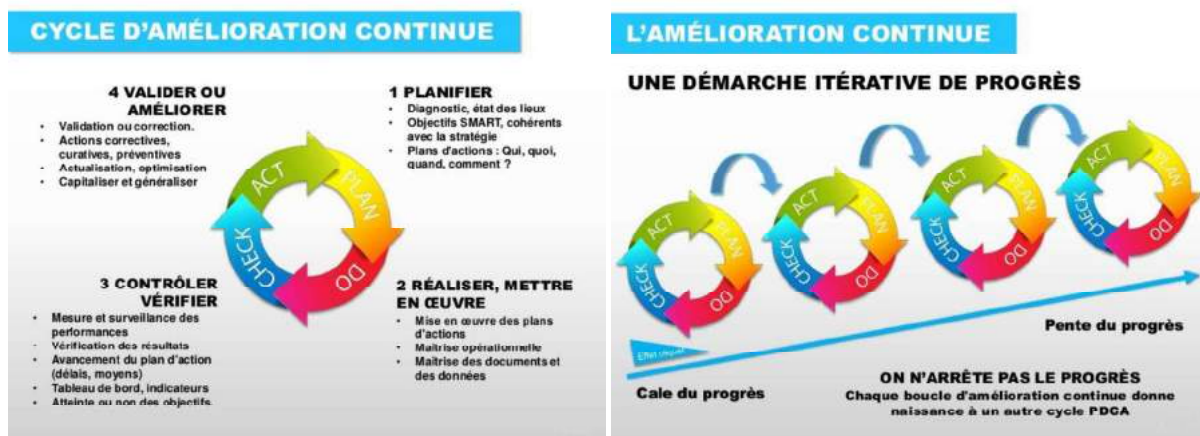 CYCLE D'AMÉLIORATION CONTINUE
4 VALIDER OU
AMÉLIORER
• Validation ou correction.
• Actions correctives,
curatives, préventives
- Actualisation, optimisation
• Capitaliser et généraliser
1 PLANIFIER
• Diagnostic, état des lieux
• Objectifs SMART, cohérents
avec la stratégie
• Plans d'actions : Qui, quoi,
quand, comment ?
ACT
PLAN
CHECK
DO
3 CONTRÔLER
VÉRIFIER
• Mesure et surveillance des
performances
- Vérification des résultats
• Avancement du plan d'action
(délais, moyens)
• Tableau de bord, indicateurs
• Atteinte ou non des objectifs.
2 RÉALISER, METTRE
EN ŒUVRE
• Mise en œuvre des plans
d'actions
- Maîtrise opérationnelle
• Maîtrise des documents et
des données
L'AMÉLIORATION CONTINUE
UNE DÉMARCHE ITÉRATIVE DE PROGRÈS
ACT
PLAN
CHECK
DO
ACT
PLAN
CHECK
DO
ACT
PLAN
CHECK
DO
ACT
PLAN
CHECK
DO
Pente du progrès
Effet
Cale du progrès
ON N'ARRÊTE PAS LE PROGRÈS
Chaque boucle d'amélioration continue donne
naissance à un autre cycle PDCA